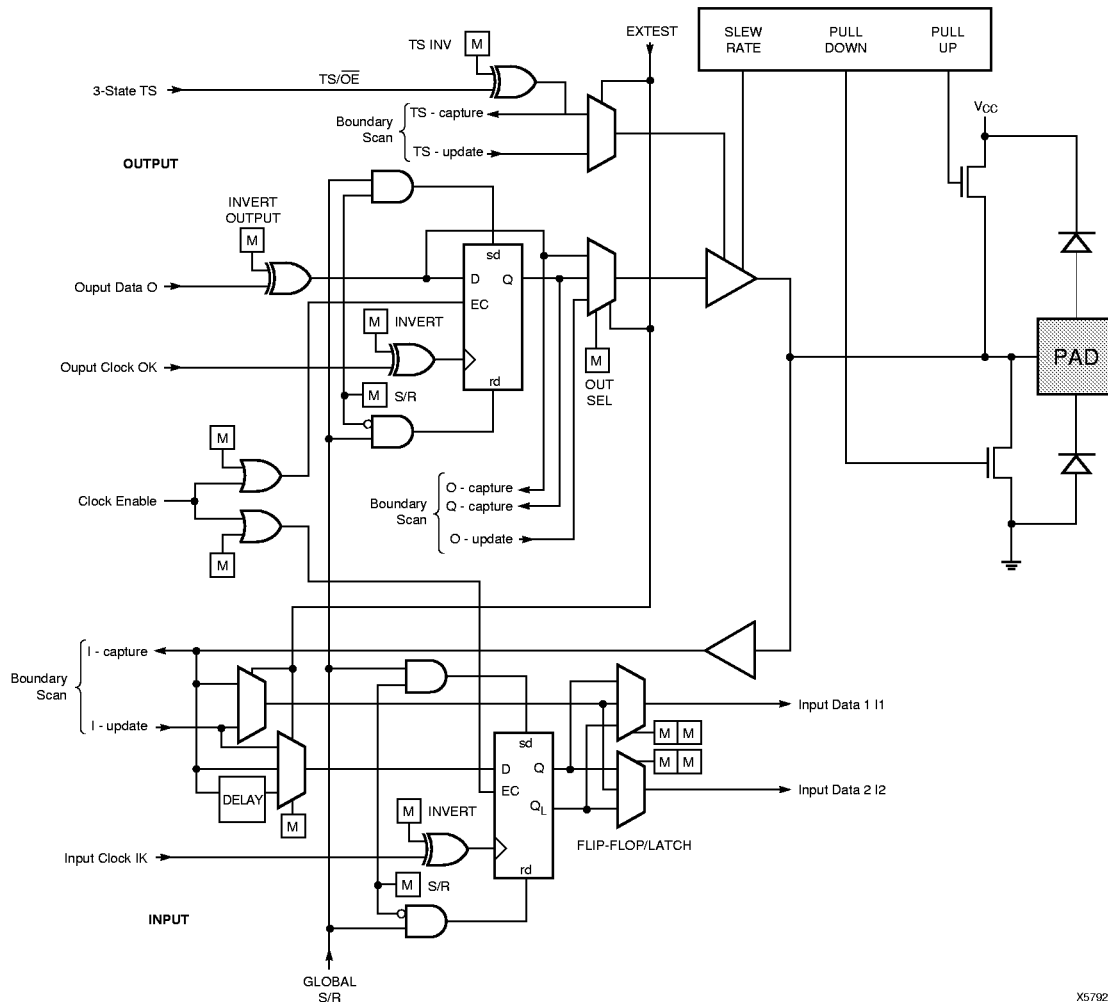 EXTEST
SLEW
RATE
PULL
DOWN
PULL
UP
TS INV
M
TS/OE
3-State TS
TS - capture
Boundary
Scan
TS - update
VCC
OUTPUT
INVERT
OUTPUT
M
sd
D
Q
Ouput Data O
EC
M
INVERT
PAD
Ouput Clock OK
M
rd
OUT
SEL
M
S/R
M
Clock Enable
O - capture
Q - capture
Boundary
Scan
O - update
M
I - capture
Boundary
Scan
I - update
Input Data 1 I1
M
M
sd
M
M
D
Q
DELAY
EC
Input Data 2 I2
QL
M
INVERT
M
FLIP-FLOP/LATCH
Input Clock IK
rd
M
S/R
INPUT
GLOBAL
S/R
X5792